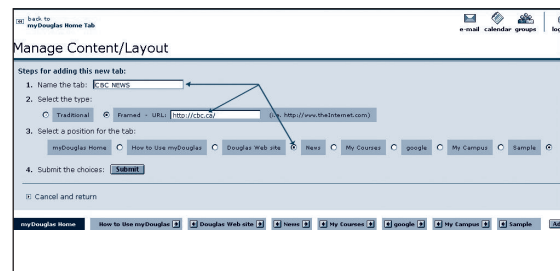 back to
myDouglas Home Tab
e-mail calendar groups
Manage Content/Layout
Steps for adding this new tab:
1. Name the tab: CBC NEWS
2. Select the type:
Traditional Framed - URL: http://cbc.ca/ (i.e. http://www.theInternet.com)
3. Select a position for the tab:
myDouglas Home How to Use myDouglas Douglas Web site News My Courses google My Campus Sample
4. Submit the choices: Submit
Cancel and return
myDouglas Home How to Use myDouglas Douglas Web site News My Courses google My Campus Sample